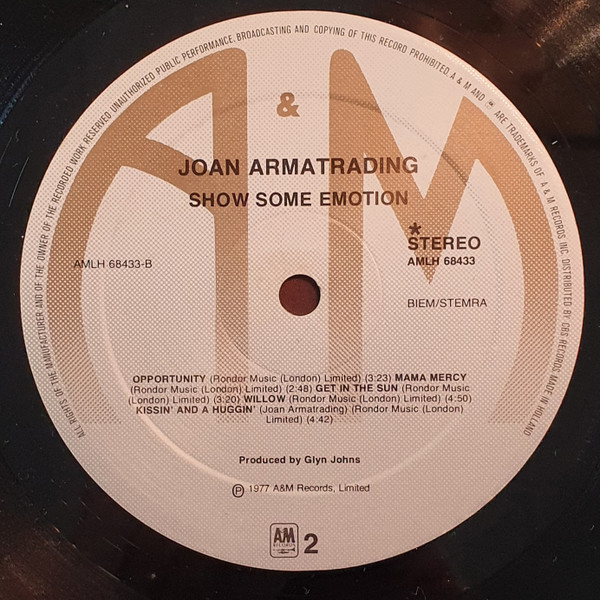 ALL RIGHTS OF THE MANUFACTURER AND OF THE OWNER OF THE RECORDED WORK RESERVED. UNAUTHORIZED PUBLIC PERFORMANCE, BROADCASTING AND COPYING OF THIS RECORD PROHIBITED. A & M AND ARE TRADEMARKS OF A & M RECORDS INC. DISTRIBUTED BY CBS RECORDS. MADE IN HOLLAND
A & M
JOAN ARMATRADING
SHOW SOME EMOTION
*
STEREO
AMLH 68433-B
AMLH 68433
BIEM/STEMRA
OPPORTUNITY (Rondor Music (London) Limited) (3:23) MAMA MERCY
(Rondor Music (London) Limited) (2:48) GET IN THE SUN (Rondor Music
(London) Limited) (3:20) WILLOW (Rondor Music (London) Limited) (4:50)
KISSIN' AND A HUGGIN' (Joan Armatrading) (Rondor Music (London)
Limited) (4:42)
Produced by Glyn Johns
℗ 1977 A&M Records, Limited
A&M
RECORDS
2